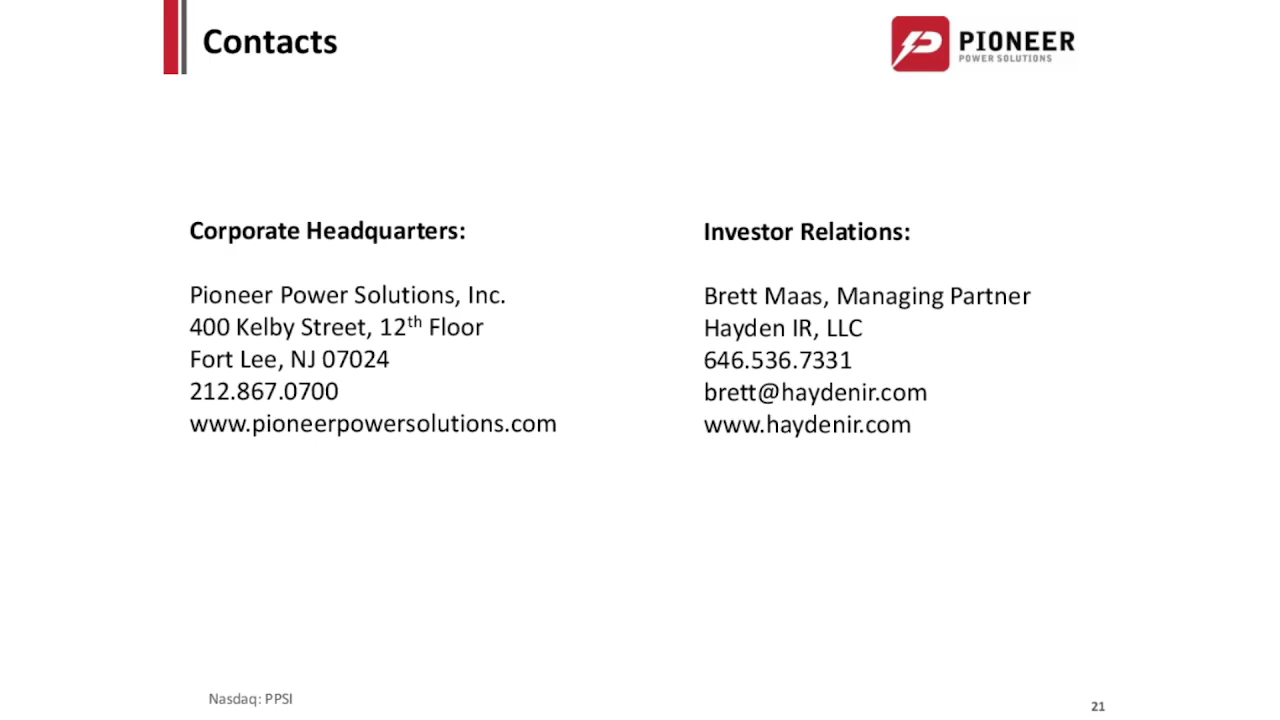 Contacts
PIONEER
POWER SOLUTIONS
Corporate Headquarters:
Pioneer Power Solutions, Inc.
400 Kelby Street, 12th Floor
Fort Lee, NJ 07024
212.867.0700
www.pioneerpowersolutions.com
Investor Relations:
Brett Maas, Managing Partner
Hayden IR, LLC
646.536.7331
brett@haydenir.com
www.haydenir.com
Nasdaq: PPSI
21